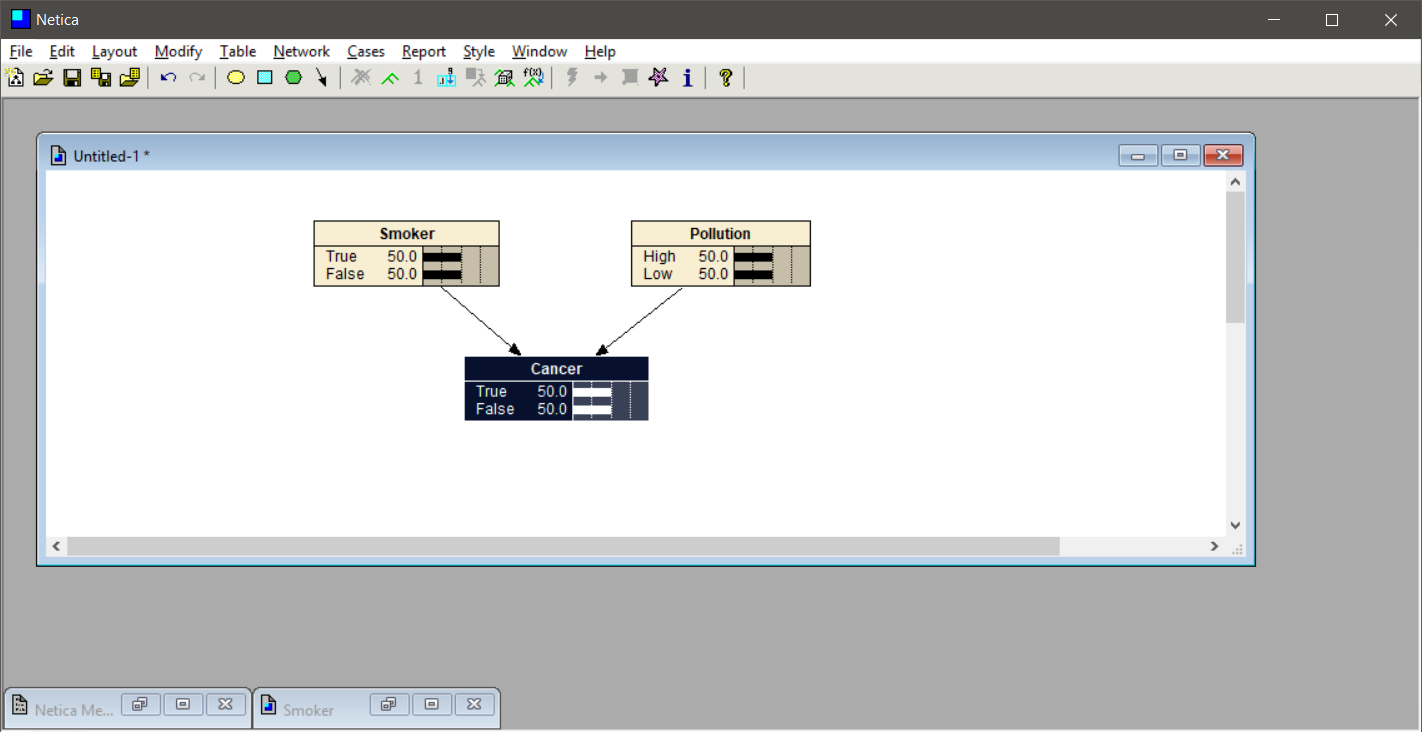 Netica
File Edit Layout Modify Table Network Cases Report Style Window Help
1 f(x) i ?
Untitled-1 *
Smoker
True 50.0
False 50.0
Pollution
High 50.0
Low 50.0
Cancer
True 50.0
False 50.0
Netica Me...
Smoker